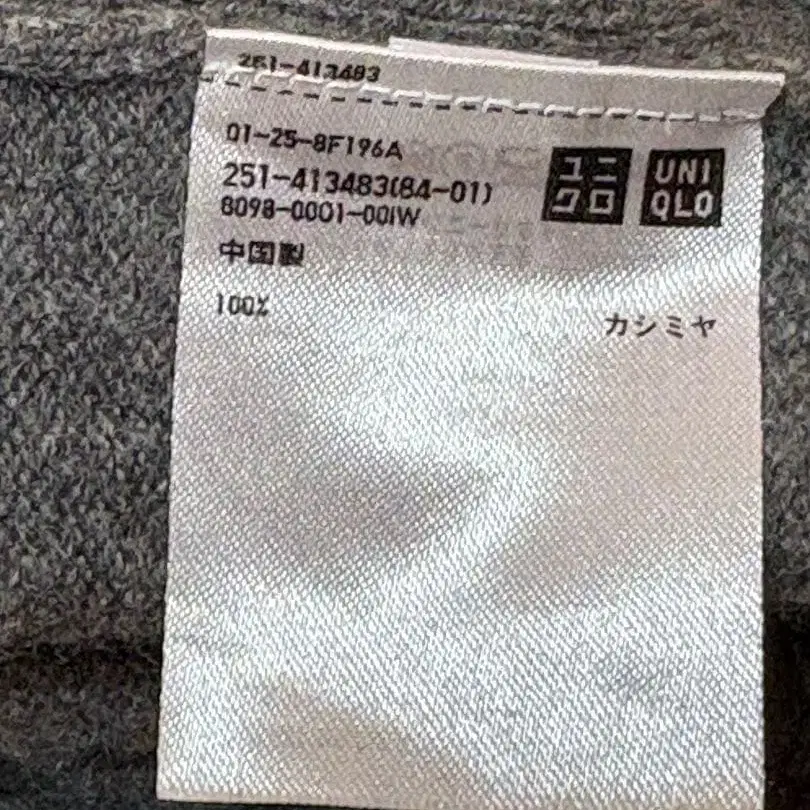 251-413483
01-25-8F196A
251-413483(84-01)
8098-0001-00IW
中国製
100% カシミヤ
ユニ
クロ
UNI
QLO